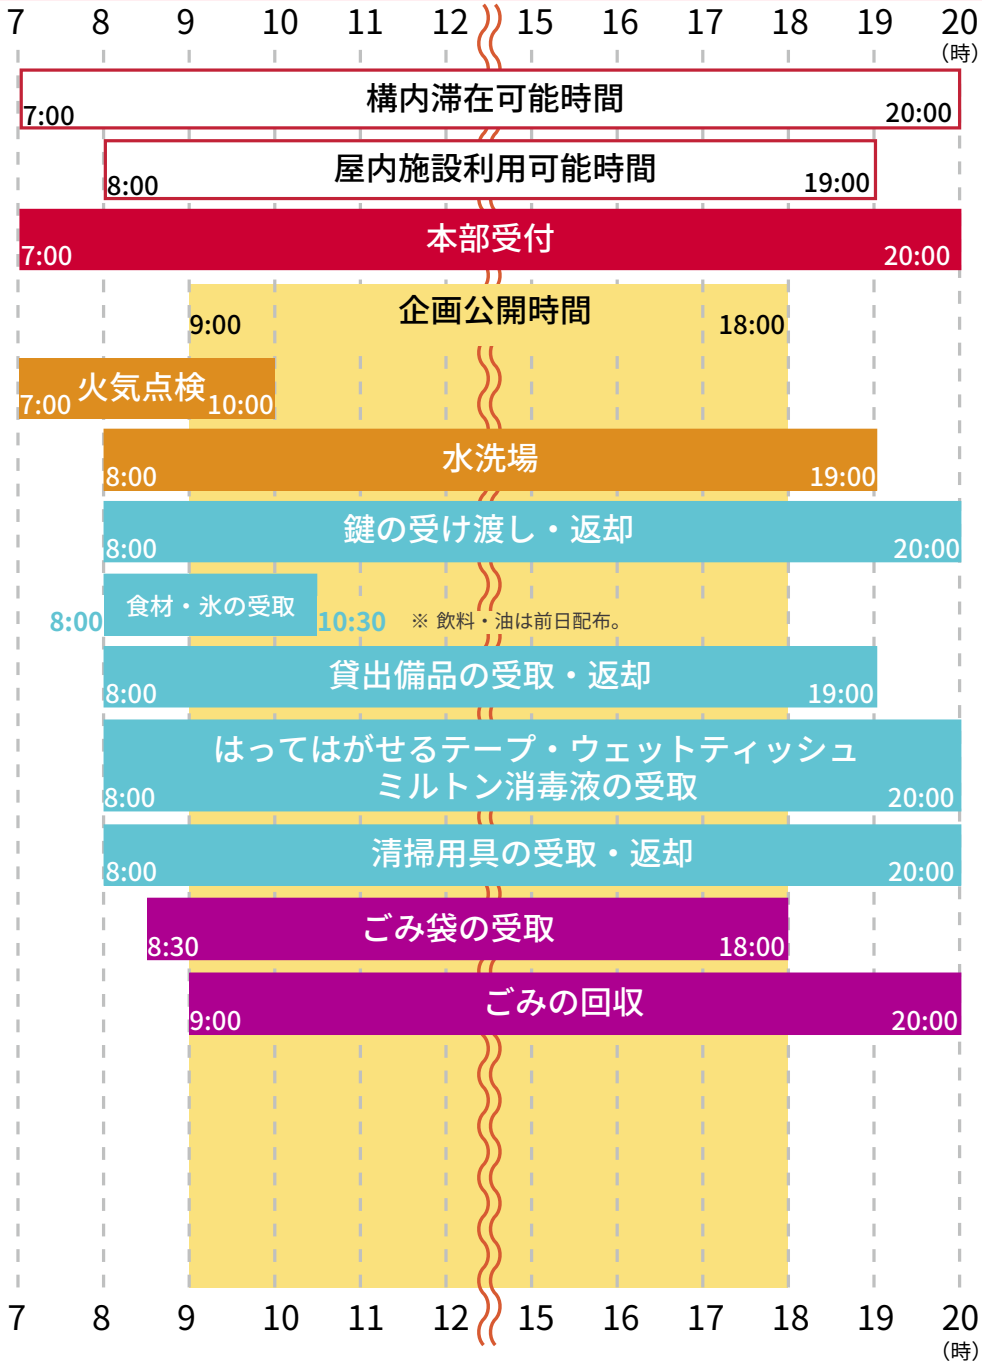 7 8 9 10 11 12 15 16 17 18 19 20
(時)
構内滞在可能時間
7:00 20:00
屋内施設利用可能時間
8:00 19:00
本部受付
7:00 20:00
企画公開時間
9:00 18:00
火気点検
7:00 10:00
水洗場
8:00 19:00
鍵の受け渡し・返却
8:00 20:00
食材・氷の受取
8:00 10:30 ※ 飲料・油は前日配布。
貸出備品の受取・返却
8:00 19:00
はってはがせるテープ・ウェットティッシュ
ミルトン消毒液の受取
8:00 20:00
清掃用具の受取・返却
8:00 20:00
ごみ袋の受取
8:30 18:00
ごみの回収
9:00 20:00
7 8 9 10 11 12 15 16 17 18 19 20
(時)